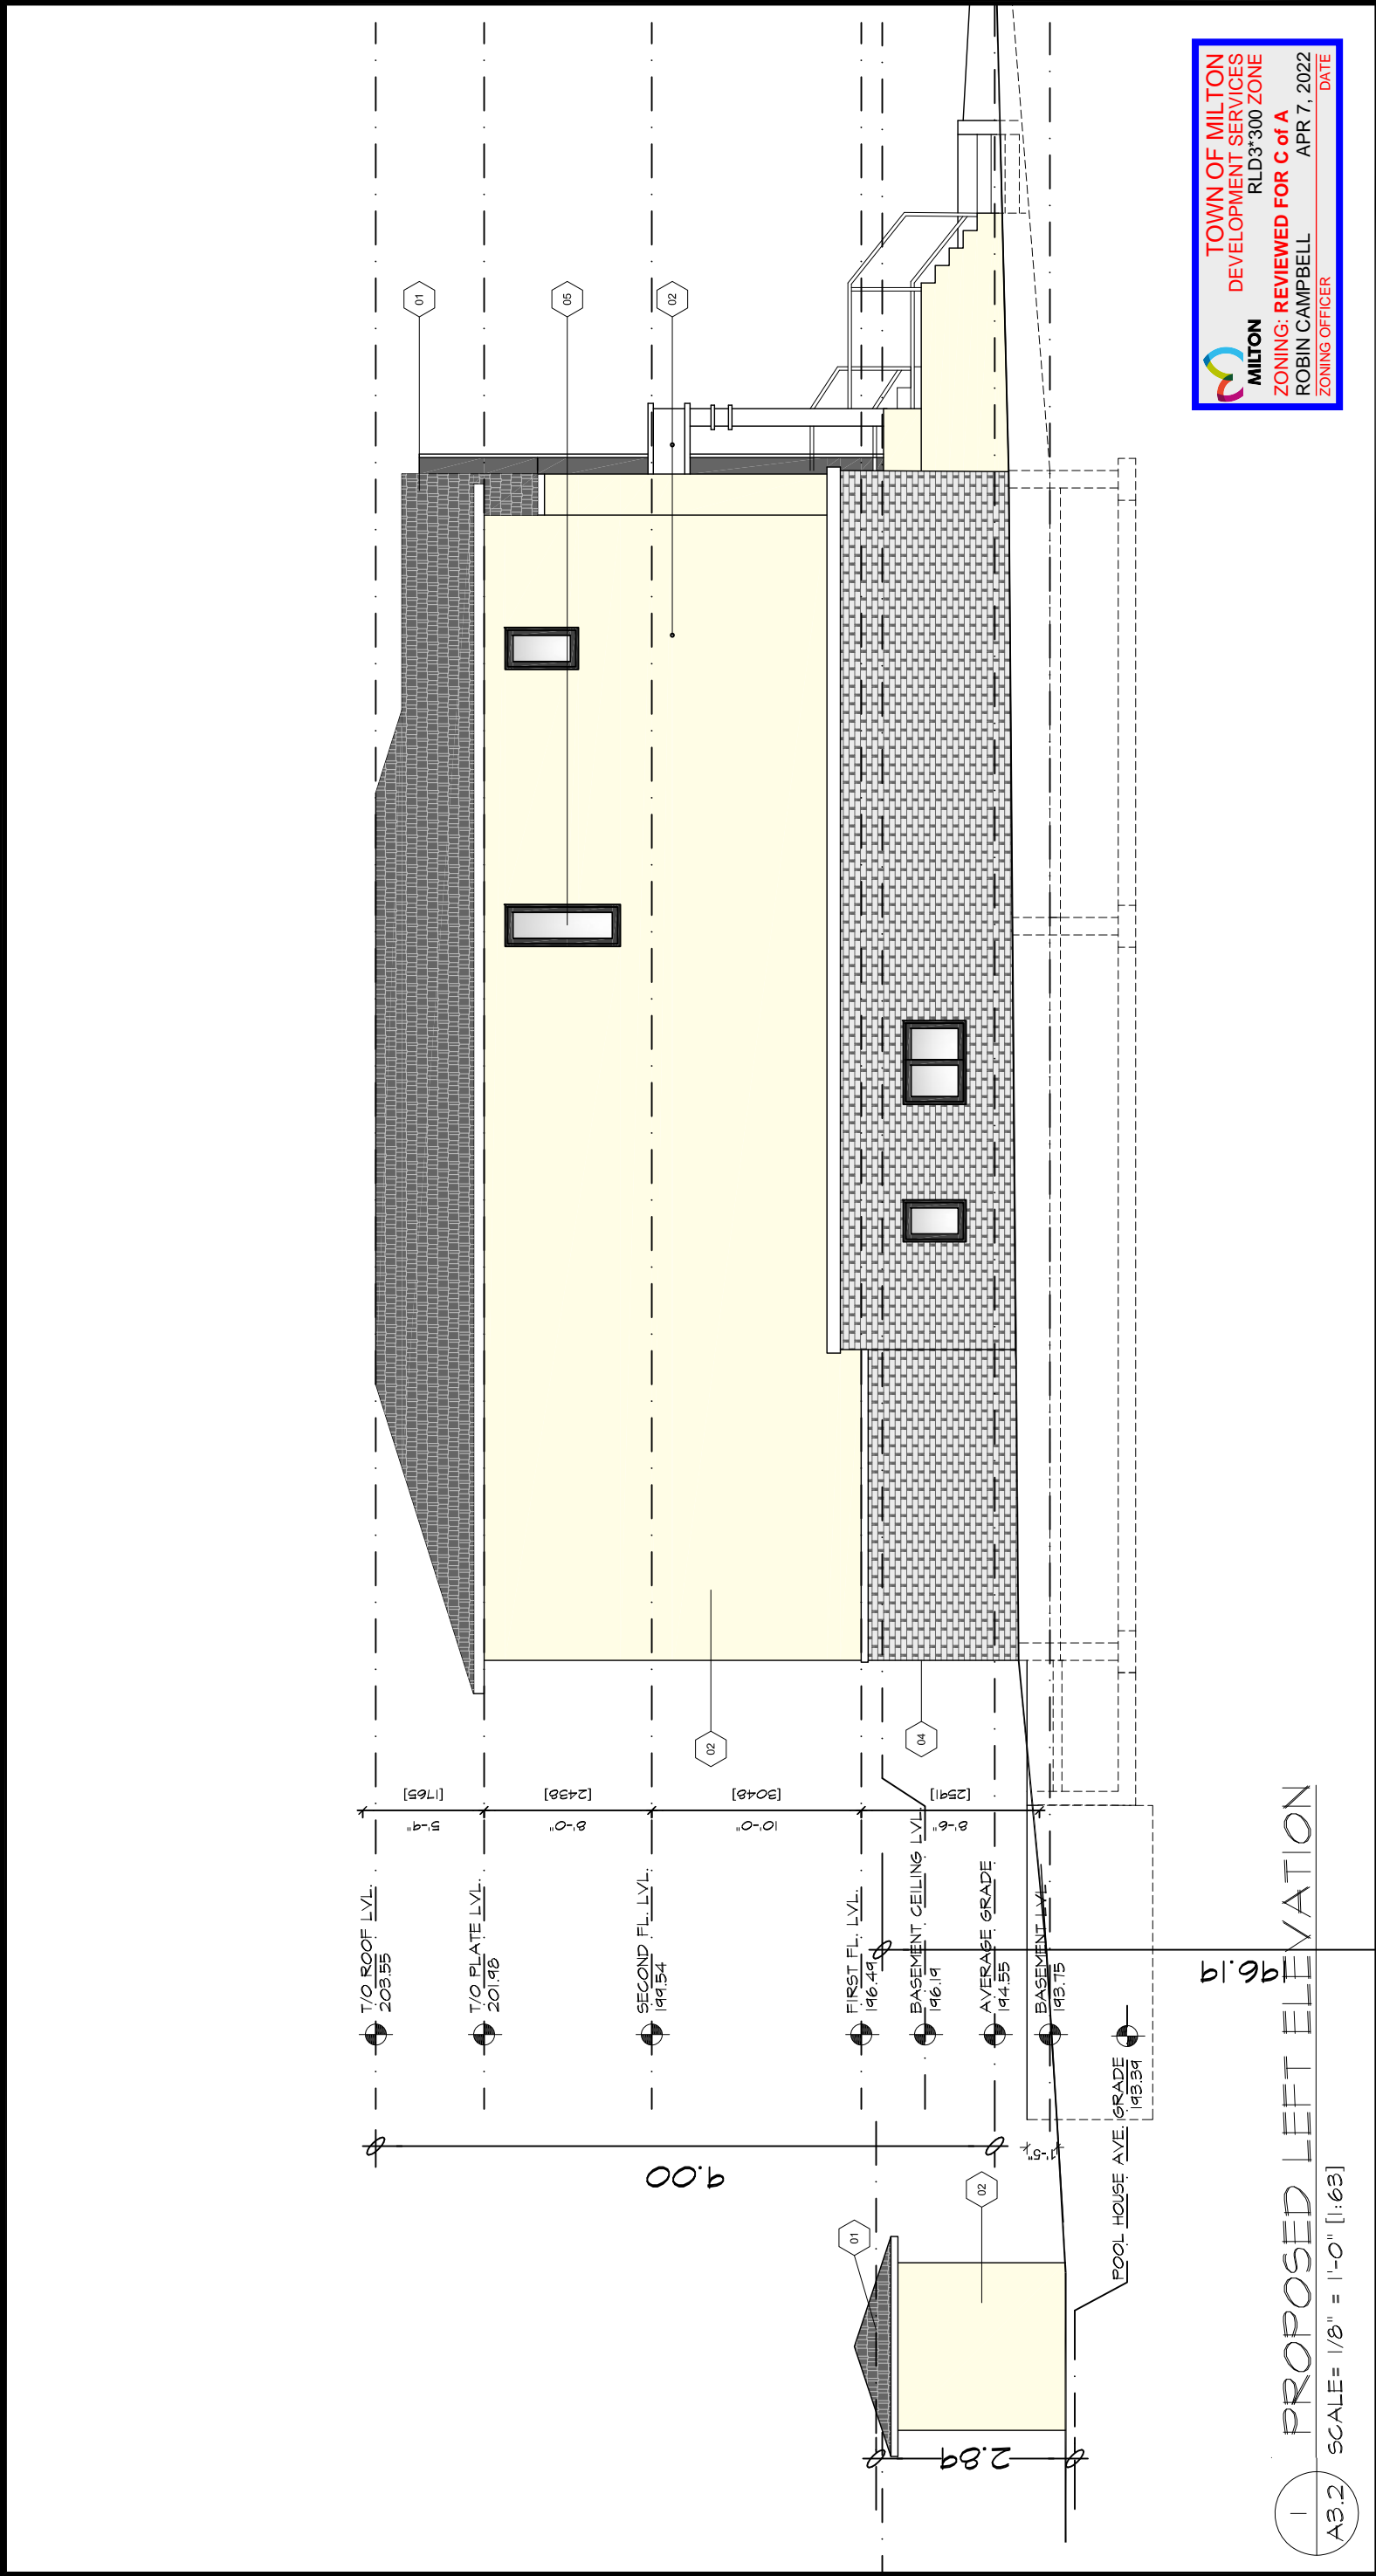 T/O ROOF LVL.
203.55
T/O PLATE LVL.
201.98
SECOND FL. LVL.
199.54
FIRST FL. LVL.
196.49
BASEMENT CEILING LVL.
196.19
AVERAGE GRADE
194.55
BASEMENT LVL.
193.75
POOL HOUSE AVE. GRADE
193.39
5'-9"
[1765]
8'-0"
[2438]
10'-0"
[3048]
8'-6"
[2591]
1'-5"
9.00
2.89
96.19
01
02
02
04
01
05
02
1
A3.2
PROPOSED LEFT ELEVATION
SCALE= 1/8" = 1'-0" [1:63]
TOWN OF MILTON
DEVELOPMENT SERVICES
MILTON
RLD3*300 ZONE
ZONING: REVIEWED FOR C of A
ROBIN CAMPBELL APR 7, 2022
ZONING OFFICER DATE